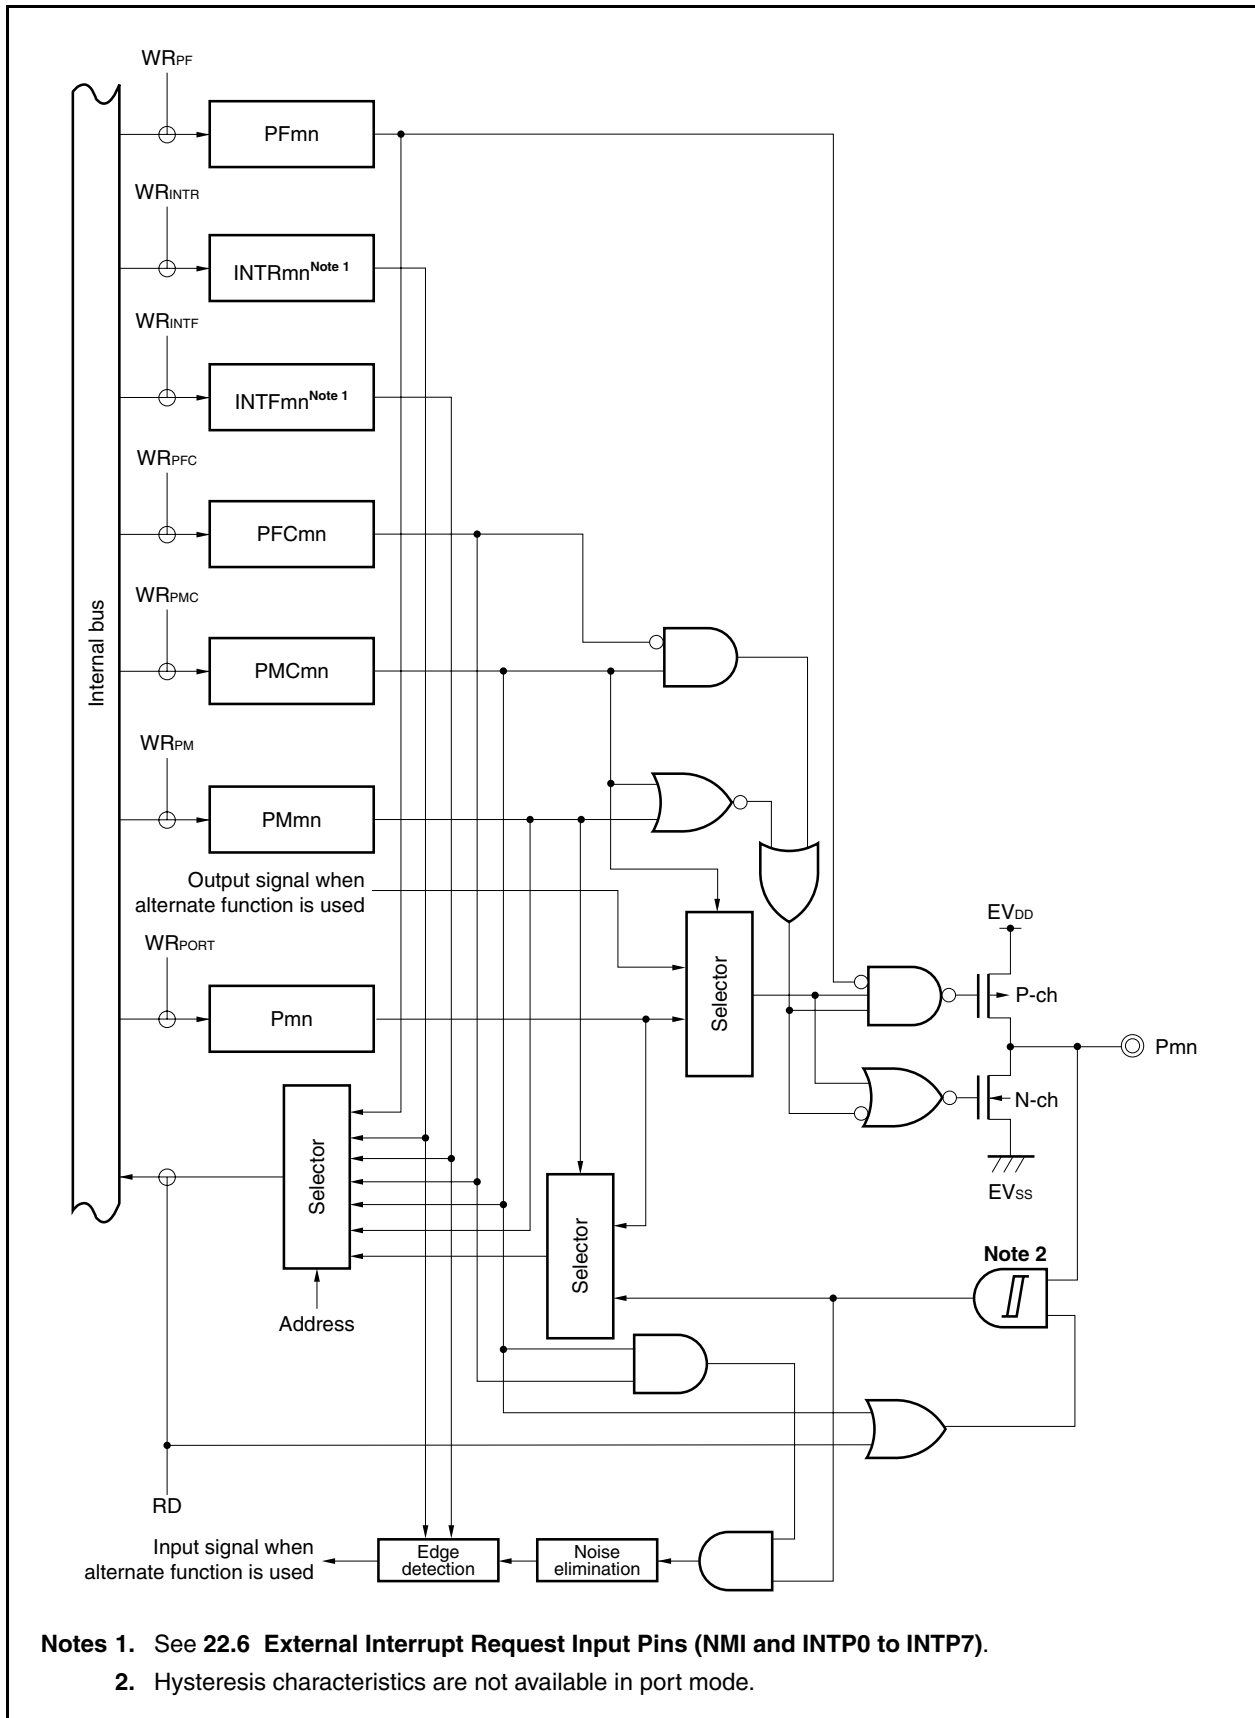 WRPF
PFmn
WRINTR
INTRmnNote 1
WRINTF
INTFmnNote 1
WRPFC
PFCmn
WRPMC
PMCmn
Internal bus
WRPM
PMmn
Output signal when
alternate function is used
WRPORT
Pmn
Selector
EVDD
P-ch
Pmn
N-ch
EVSS
Selector
Selector
Note 2
Address
RD
Input signal when
alternate function is used
Edge
detection
Noise
elimination
Notes 1. See 22.6 External Interrupt Request Input Pins (NMI and INTP0 to INTP7).
2. Hysteresis characteristics are not available in port mode.